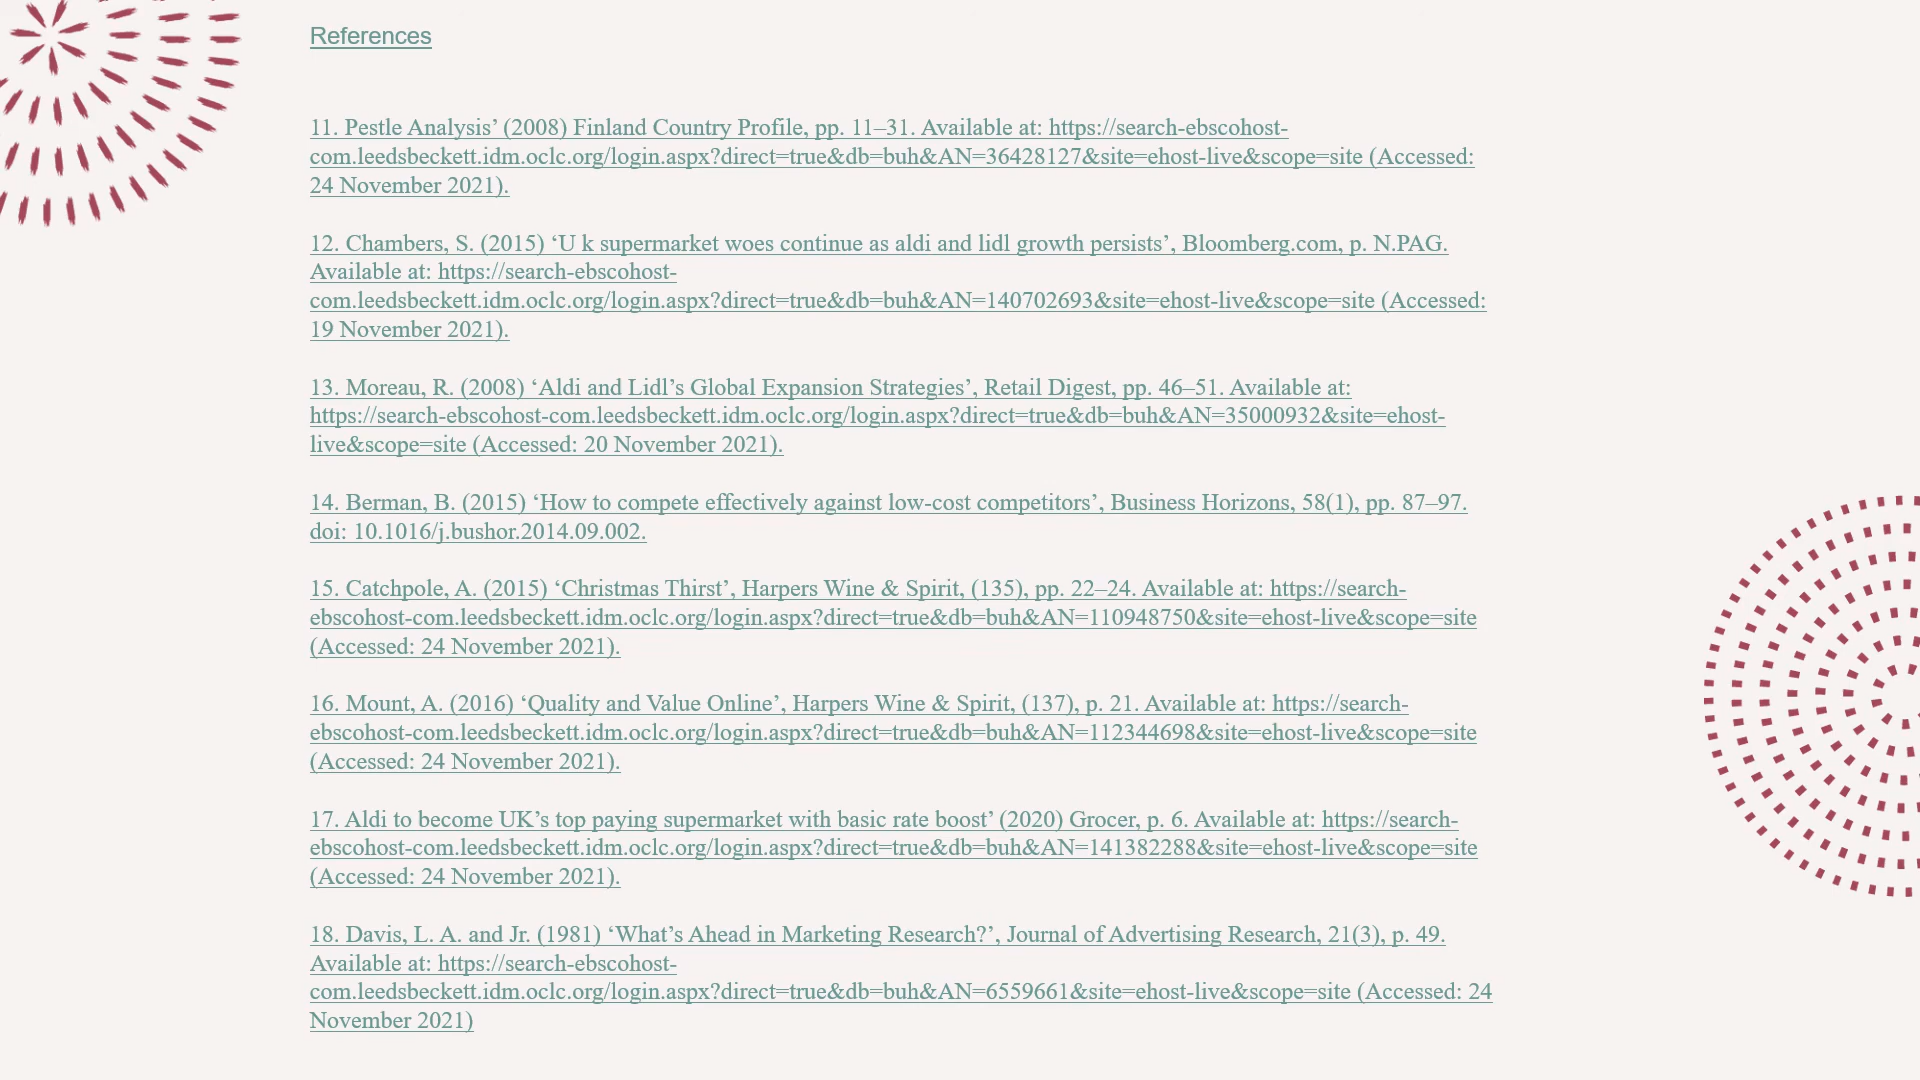 References
11. Pestle Analysis’ (2008) Finland Country Profile, pp. 11–31. Available at: https://search-ebscohost-
com.leedsbeckett.idm.oclc.org/login.aspx?direct=true&db=buh&AN=36428127&site=ehost-live&scope=site (Accessed:
24 November 2021).
12. Chambers, S. (2015) ‘U k supermarket woes continue as aldi and lidl growth persists’, Bloomberg.com, p. N.PAG.
Available at: https://search-ebscohost-
com.leedsbeckett.idm.oclc.org/login.aspx?direct=true&db=buh&AN=140702693&site=ehost-live&scope=site (Accessed:
19 November 2021).
13. Moreau, R. (2008) ‘Aldi and Lidl’s Global Expansion Strategies’, Retail Digest, pp. 46–51. Available at:
https://search-ebscohost-com.leedsbeckett.idm.oclc.org/login.aspx?direct=true&db=buh&AN=35000932&site=ehost-
live&scope=site (Accessed: 20 November 2021).
14. Berman, B. (2015) ‘How to compete effectively against low-cost competitors’, Business Horizons, 58(1), pp. 87–97.
doi: 10.1016/j.bushor.2014.09.002.
15. Catchpole, A. (2015) ‘Christmas Thirst’, Harpers Wine & Spirit, (135), pp. 22–24. Available at: https://search-
ebscohost-com.leedsbeckett.idm.oclc.org/login.aspx?direct=true&db=buh&AN=110948750&site=ehost-live&scope=site
(Accessed: 24 November 2021).
16. Mount, A. (2016) ‘Quality and Value Online’, Harpers Wine & Spirit, (137), p. 21. Available at: https://search-
ebscohost-com.leedsbeckett.idm.oclc.org/login.aspx?direct=true&db=buh&AN=112344698&site=ehost-live&scope=site
(Accessed: 24 November 2021).
17. Aldi to become UK’s top paying supermarket with basic rate boost’ (2020) Grocer, p. 6. Available at: https://search-
ebscohost-com.leedsbeckett.idm.oclc.org/login.aspx?direct=true&db=buh&AN=141382288&site=ehost-live&scope=site
(Accessed: 24 November 2021).
18. Davis, L. A. and Jr. (1981) ‘What’s Ahead in Marketing Research?’, Journal of Advertising Research, 21(3), p. 49.
Available at: https://search-ebscohost-
com.leedsbeckett.idm.oclc.org/login.aspx?direct=true&db=buh&AN=6559661&site=ehost-live&scope=site (Accessed: 24
November 2021)